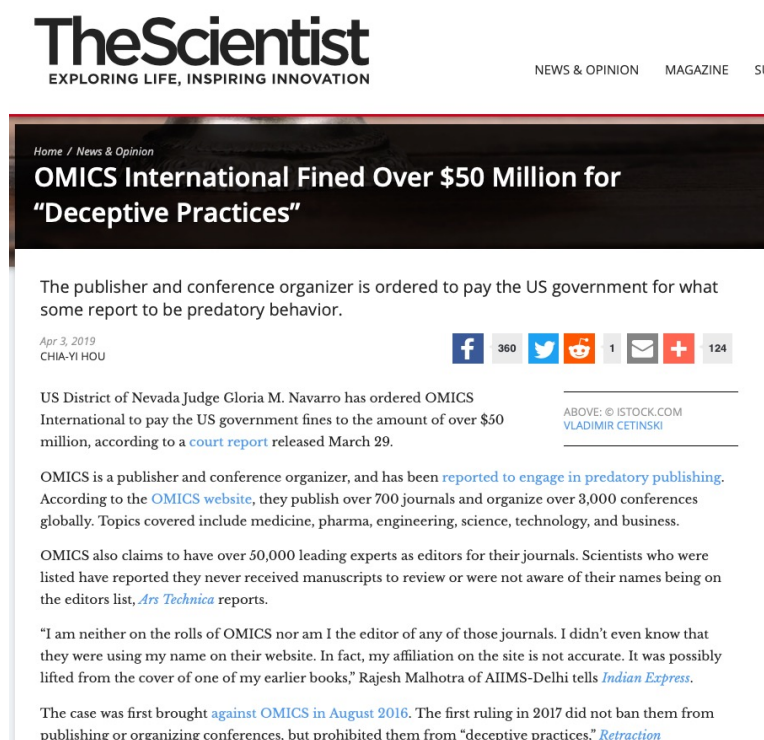 TheScientist
EXPLORING LIFE, INSPIRING INNOVATION
NEWS & OPINION MAGAZINE SU
Home / News & Opinion
OMICS International Fined Over $50 Million for
“Deceptive Practices”
The publisher and conference organizer is ordered to pay the US government for what
some report to be predatory behavior.
Apr 3, 2019
CHIA-YI HOU
360 1 124
US District of Nevada Judge Gloria M. Navarro has ordered OMICS
International to pay the US government fines to the amount of over $50
million, according to a court report released March 29.
ABOVE: © ISTOCK.COM
VLADIMIR CETINSKI
OMICS is a publisher and conference organizer, and has been reported to engage in predatory publishing.
According to the OMICS website, they publish over 700 journals and organize over 3,000 conferences
globally. Topics covered include medicine, pharma, engineering, science, technology, and business.
OMICS also claims to have over 50,000 leading experts as editors for their journals. Scientists who were
listed have reported they never received manuscripts to review or were not aware of their names being on
the editors list, Ars Technica reports.
“I am neither on the rolls of OMICS nor am I the editor of any of those journals. I didn’t even know that
they were using my name on their website. In fact, my affiliation on the site is not accurate. It was possibly
lifted from the cover of one of my earlier books,” Rajesh Malhotra of AIIMS-Delhi tells Indian Express.
The case was first brought against OMICS in August 2016. The first ruling in 2017 did not ban them from
publishing or organizing conferences, but prohibited them from “deceptive practices,” Retraction